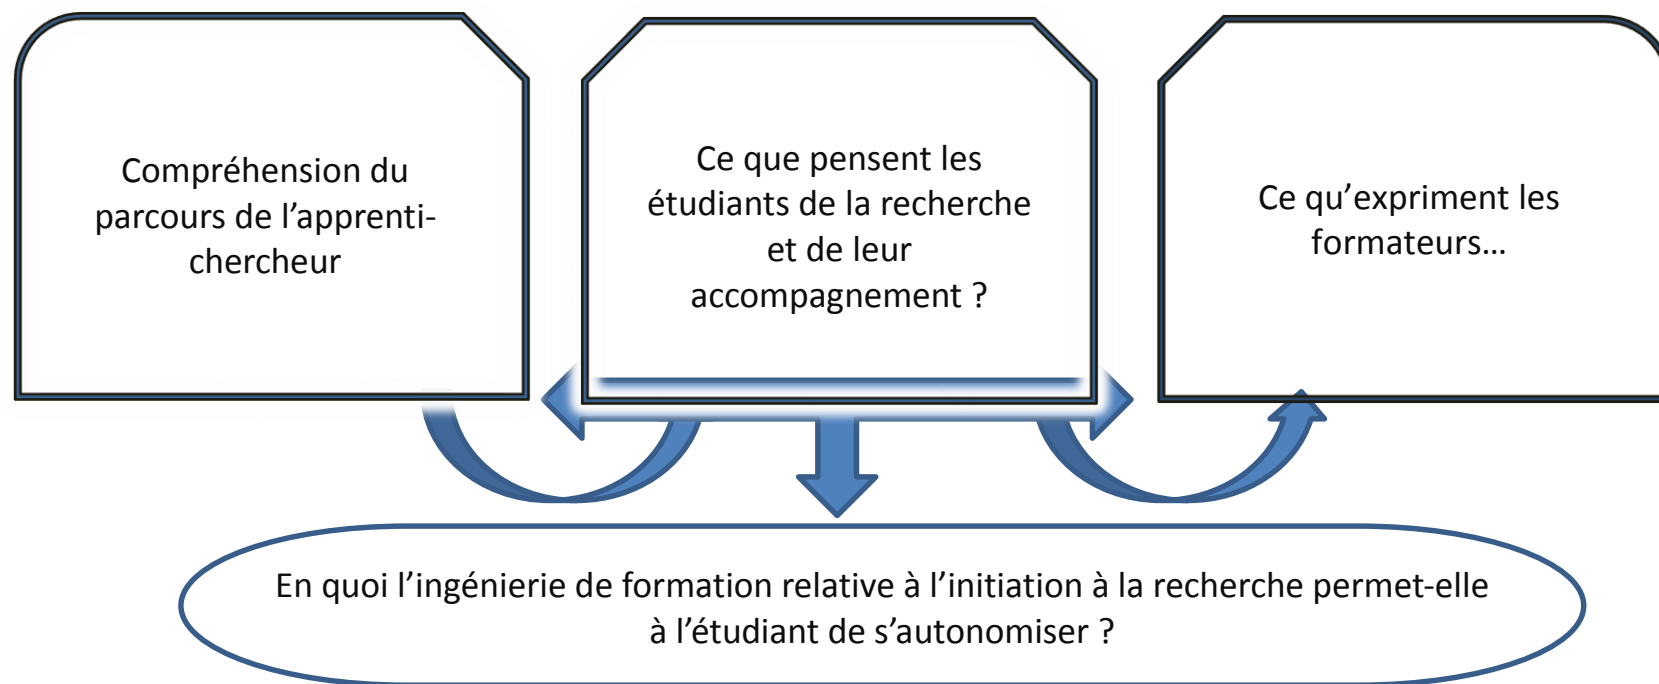 Compréhension du
parcours de l’apprenti-
chercheur
Ce que pensent les
étudiants de la recherche
et de leur
accompagnement ?
Ce qu’expriment les
formateurs…
En quoi l’ingénierie de formation relative à l’initiation à la recherche permet-elle
à l’étudiant de s’autonomiser ?